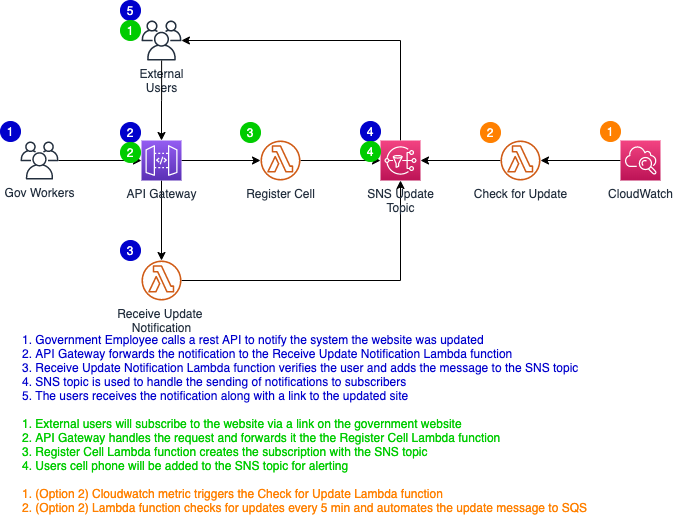 5
1
External
Users
1
2
2
3
4
4
2
1
Gov Workers
API Gateway
Register Cell
SNS Update
Topic
Check for Update
CloudWatch
3
Receive Update
Notification
1. Government Employee calls a rest API to notify the system the website was updated
2. API Gateway forwards the notification to the Receive Update Notification Lambda function
3. Receive Update Notification Lambda function verifies the user and adds the message to the SNS topic
4. SNS topic is used to handle the sending of notifications to subscribers
5. The users receives the notification along with a link to the updated site
1. External users will subscribe to the website via a link on the government website
2. API Gateway handles the request and forwards it the the Register Cell Lambda function
3. Register Cell Lambda function creates the subscription with the SNS topic
4. Users cell phone will be added to the SNS topic for alerting
1. (Option 2) Cloudwatch metric triggers the Check for Update Lambda function
2. (Option 2) Lambda function checks for updates every 5 min and automates the update message to SQS